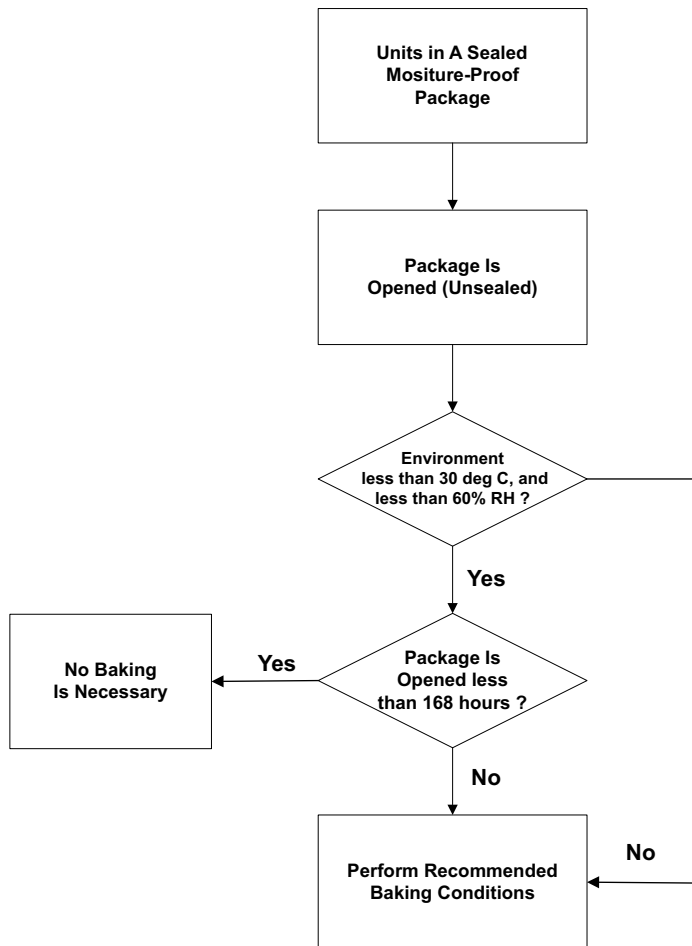 Units in A Sealed
Mositure-Proof
Package
Package Is
Opened (Unsealed)
Environment
less than 30 deg C, and
less than 60% RH ?
Yes
Yes
No Baking
Is Necessary
Package Is
Opened less
than 168 hours ?
No
No
Perform Recommended
Baking Conditions